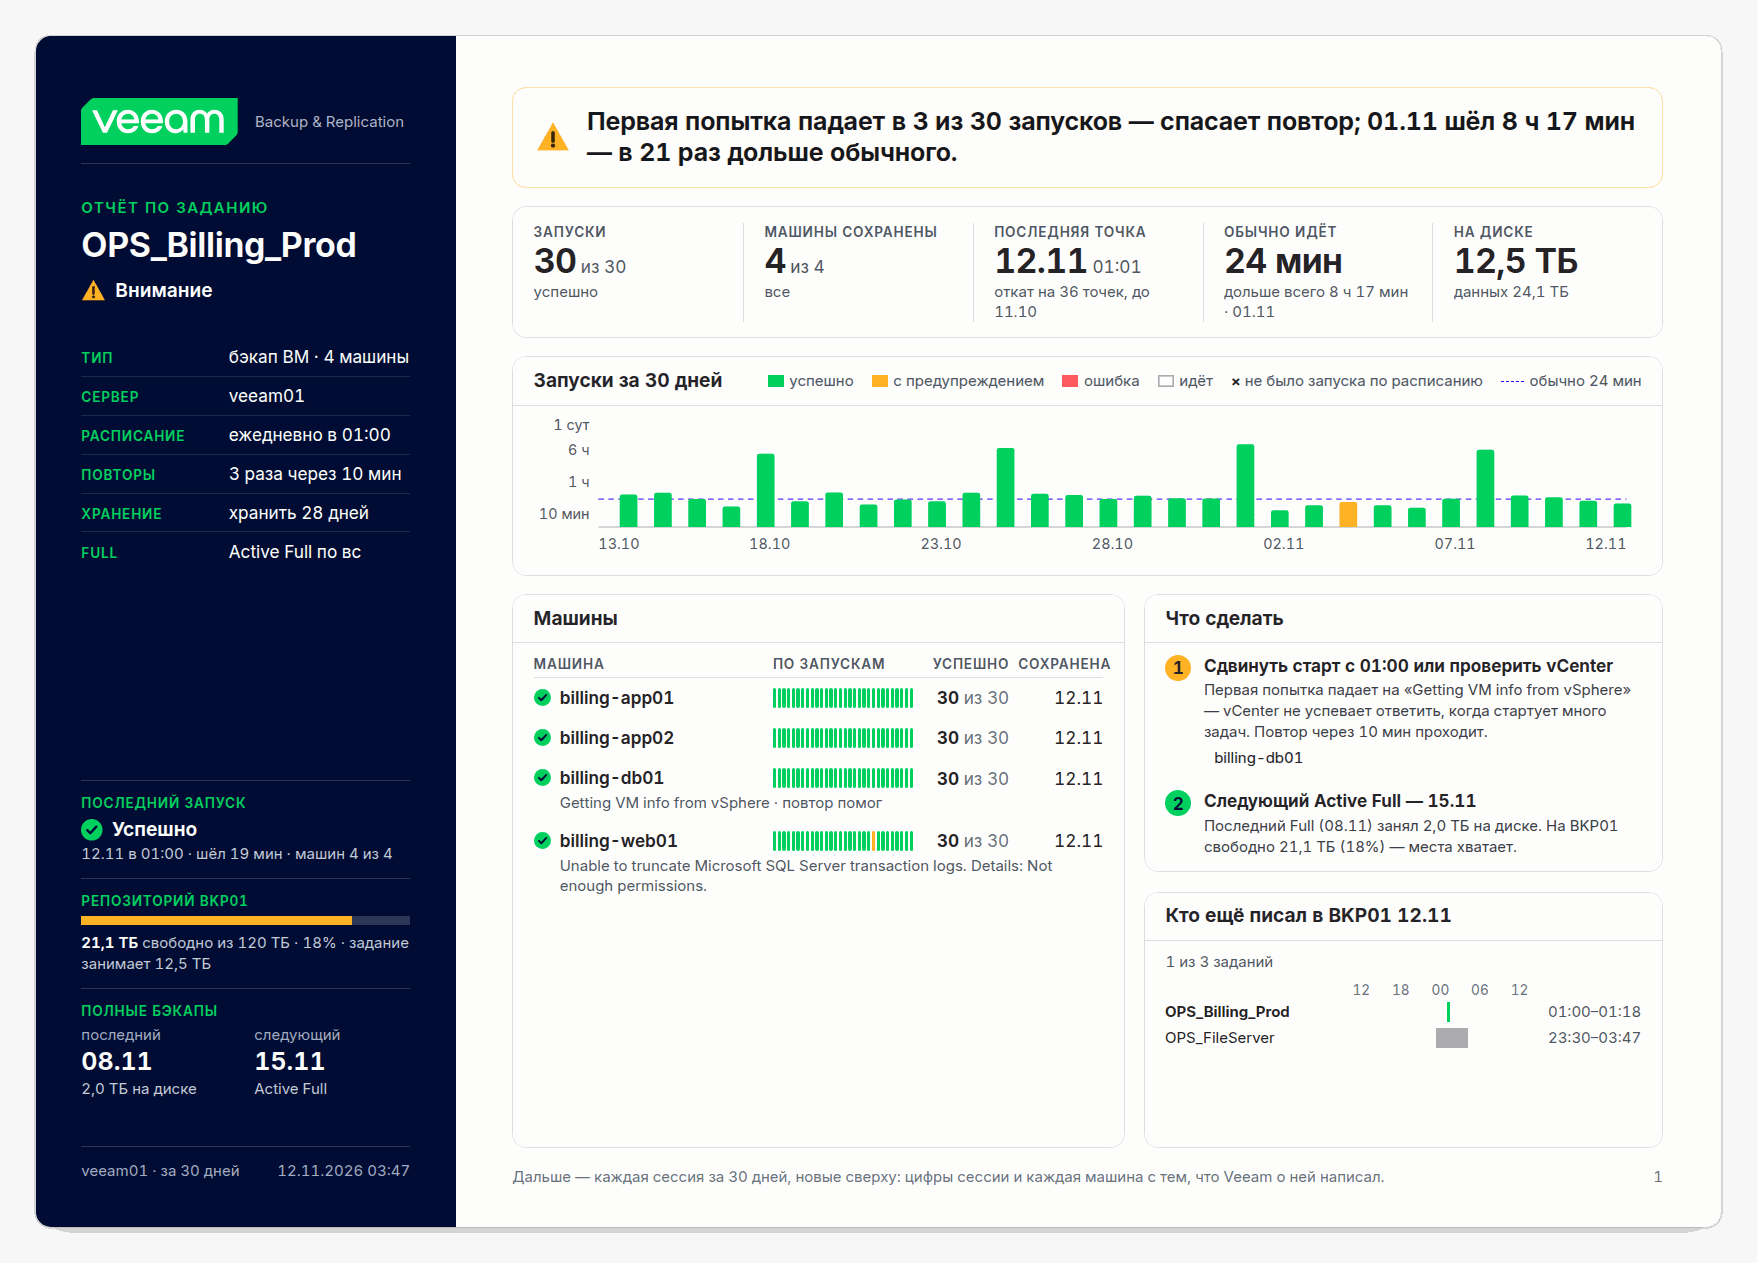 veeam Backup & Replication
ОТЧЁТ ПО ЗАДАНИЮ
OPS_Billing_Prod
Внимание
ТИП бэкап ВМ · 4 машины
СЕРВЕР veeam01
РАСПИСАНИЕ ежедневно в 01:00
ПОВТОРЫ 3 раза через 10 мин
ХРАНЕНИЕ хранить 28 дней
FULL Active Full по вс
ПОСЛЕДНИЙ ЗАПУСК
Успешно
12.11 в 01:00 · шёл 19 мин · машин 4 из 4
РЕПОЗИТОРИЙ BKP01
21,1 ТБ свободно из 120 ТБ · 18% · задание
занимает 12,5 ТБ
ПОЛНЫЕ БЭКАПЫ
последний следующий
08.11 15.11
2,0 ТБ на диске Active Full
veeam01 · за 30 дней 12.11.2026 03:47
Первая попытка падает в 3 из 30 запусков — спасает повтор; 01.11 шёл 8 ч 17 мин
— в 21 раз дольше обычного.
ЗАПУСКИ МАШИНЫ СОХРАНЕНЫ ПОСЛЕДНЯЯ ТОЧКА ОБЫЧНО ИДЁТ НА ДИСКЕ
30 из 30 4 из 4 12.11 01:01 24 мин 12,5 ТБ
успешно все откат на 36 точек, до дольше всего 8 ч 17 мин данных 24,1 ТБ
11.10 · 01.11
Запуски за 30 дней успешно с предупреждением ошибка идёт × не было запуска по расписанию обычно 24 мин
1 сут
6 ч
1 ч
10 мин
13.10 18.10 23.10 28.10 02.11 07.11 12.11
Машины
МАШИНА ПО ЗАПУСКАМ УСПЕШНО СОХРАНЕНА
billing-app01 30 из 30 12.11
billing-app02 30 из 30 12.11
billing-db01 30 из 30 12.11
Getting VM info from vSphere · повтор помог
billing-web01 30 из 30 12.11
Unable to truncate Microsoft SQL Server transaction logs. Details: Not
enough permissions.
Что сделать
1 Сдвинуть старт с 01:00 или проверить vCenter
Первая попытка падает на «Getting VM info from vSphere»
— vCenter не успевает ответить, когда стартует много
задач. Повтор через 10 мин проходит.
billing-db01
2 Следующий Active Full — 15.11
Последний Full (08.11) занял 2,0 ТБ на диске. На BKP01
свободно 21,1 ТБ (18%) — места хватает.
Кто ещё писал в BKP01 12.11
1 из 3 заданий
12 18 00 06 12
OPS_Billing_Prod 01:00–01:18
OPS_FileServer 23:30–03:47
Дальше — каждая сессия за 30 дней, новые сверху: цифры сессии и каждая машина с тем, что Veeam о ней написал. 1